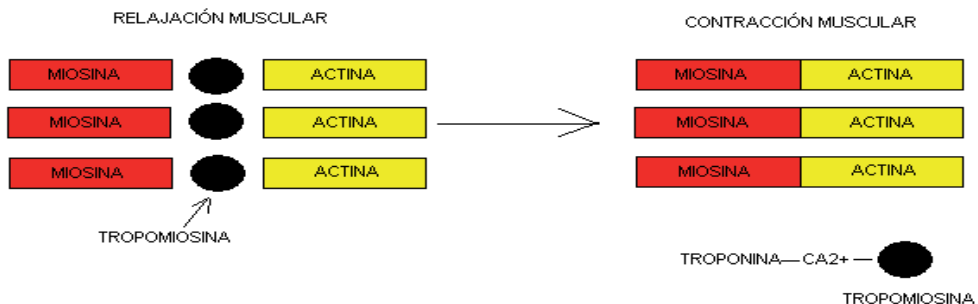 RELAJACIÓN MUSCULAR
MIOSINA ACTINA
MIOSINA ACTINA
MIOSINA ACTINA
TROPOMIOSINA
CONTRACCIÓN MUSCULAR
MIOSINA ACTINA
MIOSINA ACTINA
MIOSINA ACTINA
TROPONINA—CA2+ —
TROPOMIOSINA